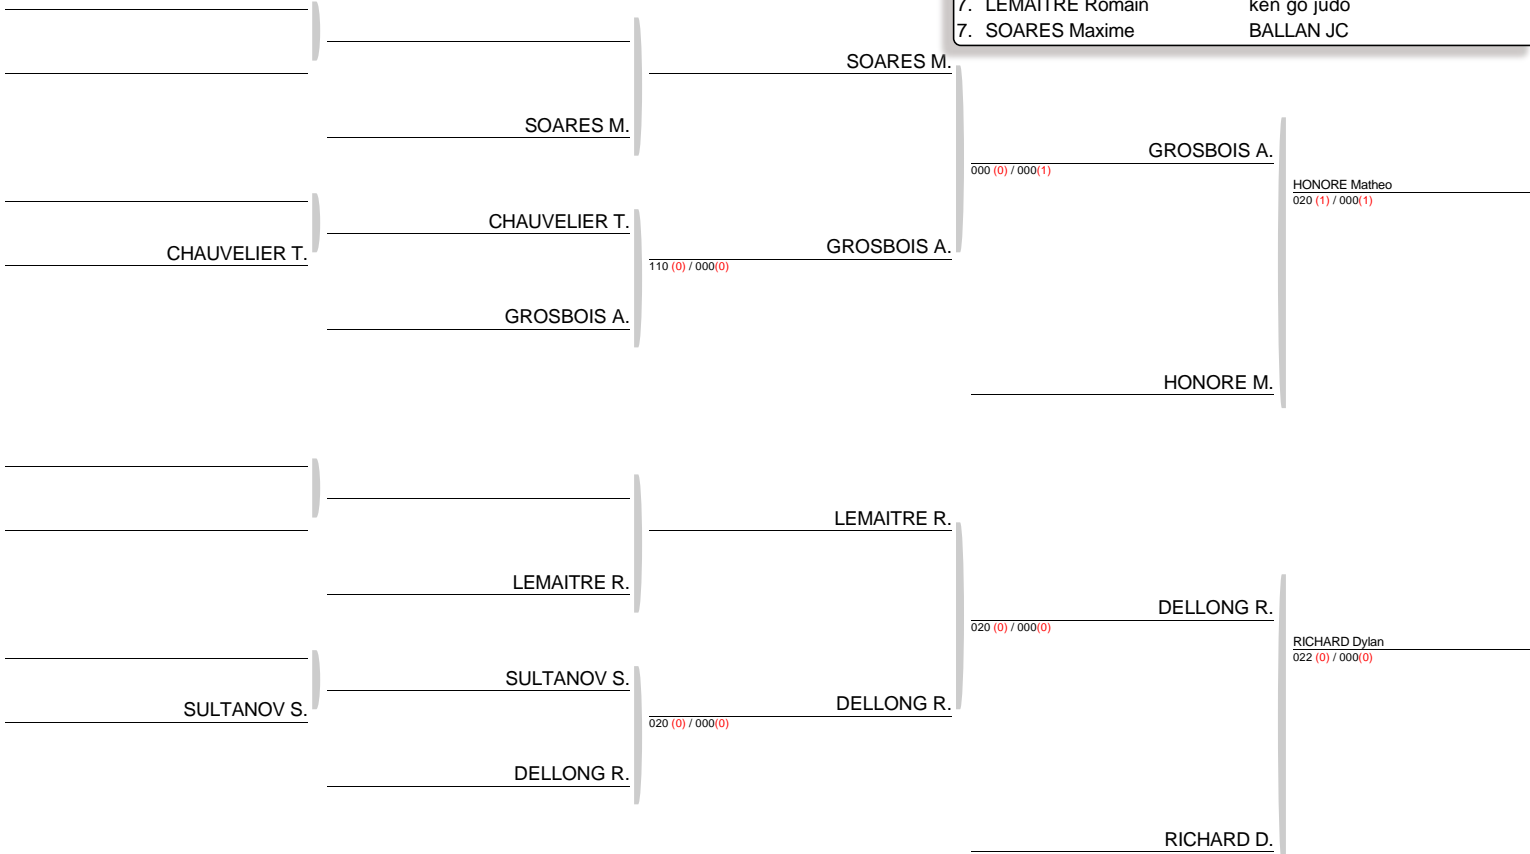 7. LEMAITRE Romain ken go judo
7. SOARES Maxime BALLAN JC
SOARES M.
SOARES M.
GROSBOIS A.
000 (0) / 000(1)
HONORE Matheo
020 (1) / 000(1)
CHAUVELIER T.
CHAUVELIER T.
GROSBOIS A.
110 (0) / 000(0)
GROSBOIS A.
HONORE M.
LEMAITRE R.
LEMAITRE R.
DELLONG R.
020 (0) / 000(0)
RICHARD Dylan
022 (0) / 000(0)
SULTANOV S.
SULTANOV S.
DELLONG R.
020 (0) / 000(0)
DELLONG R.
RICHARD D.